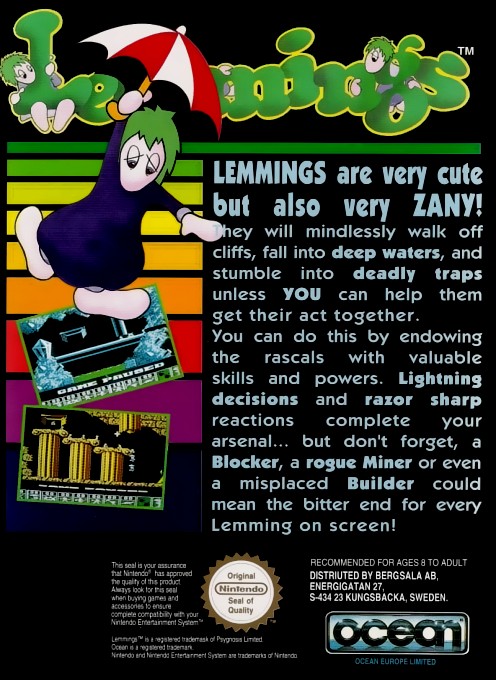 Lemmings™
LEMMINGS are very cute
but also very ZANY!
They will mindlessly walk off
cliffs, fall into deep waters, and
stumble into deadly traps
unless YOU can help them
get their act together.
You can do this by endowing
the rascals with valuable
skills and powers. Lightning
decisions and razor sharp
reactions complete your
arsenal... but don't forget, a
Blocker, a rogue Miner or even
a misplaced Builder could
mean the bitter end for every
Lemming on screen!
GAME PAUSED
This seal is your assurance
that Nintendo® has approved
the quality of this product.
Always look for this seal
when buying games and
accessories to ensure
complete compatibility with your
Nintendo Entertainment System™
Original
Nintendo
Seal of
Quality
™
Lemmings™ is a registered trademark of Psygnosis Limited.
Ocean is a registered trademark.
Nintendo and Nintendo Entertainment System are trademarks of Nintendo.
RECOMMENDED FOR AGES 8 TO ADULT
DISTRIUTED BY BERGSALA AB,
ENERGIGATAN 27,
S-434 23 KUNGSBACKA, SWEDEN.
ocean
OCEAN EUROPE LIMITED